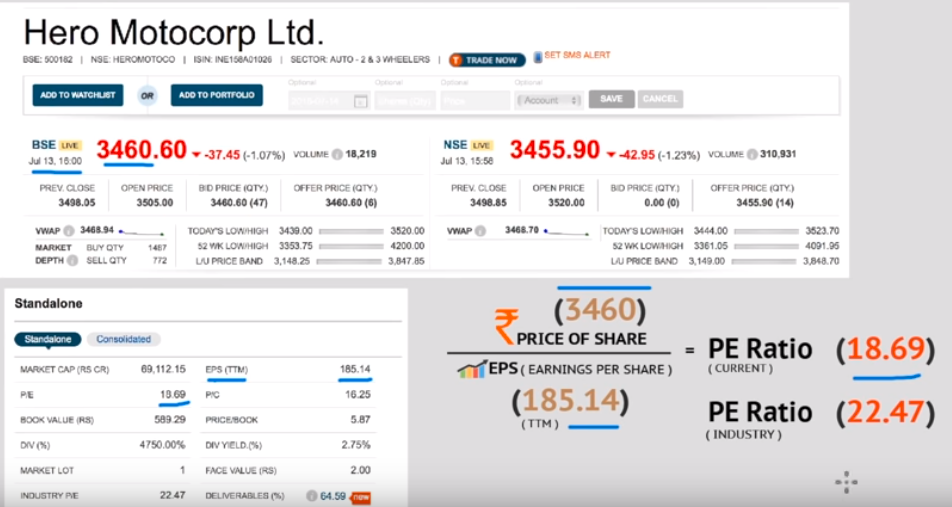 Hero Motocorp Ltd.
BSE: 500182 | NSE: HEROMOTOCO | ISIN: INE158A01026 | SECTOR: AUTO - 2 & 3 WHEELERS | TRADE NOW SET SMS ALERT
Optional Optional Optional Optional
ADD TO WATCHLIST OR ADD TO PORTFOLIO Price (Account SAVE CANCEL
BSE LIVE 3460.60 -37.45 (-1.07%) VOLUME 18,219
Jul 13, 16:00
PREV. CLOSE OPEN PRICE BID PRICE (QTY.) OFFER PRICE (QTY.)
3498.05 3505.00 3460.60 (47) 3460.60 (6)
VWAP 3468.94 TODAY'S LOW/HIGH 3439.00 3520.00
MARKET DEPTH BUY QTY 1487 52 WK LOW/HIGH 3353.75 4200.00
SELL QTY 772 L/U PRICE BAND 3,148.25 3,847.85
NSE LIVE 3455.90 -42.95 (-1.23%) VOLUME 310,931
Jul 13, 15:58
PREV. CLOSE OPEN PRICE BID PRICE (QTY.) OFFER PRICE (QTY.)
3498.85 3520.00 0.00 (0) 3455.90 (14)
VWAP 3468.70 TODAY'S LOW/HIGH 3444.00 3523.70
52 WK LOW/HIGH 3361.05 4091.95
L/U PRICE BAND 3,149.00 3,848.70
Standalone
Standalone Consolidated
MARKET CAP (RS CR) 69,112.15 EPS (TTM) 185.14
P/E 18.69 P/C 16.25
BOOK VALUE (RS) 589.29 PRICE/BOOK 5.87
DIV (%) 4750.00% DIV YIELD.(%) 2.75%
MARKET LOT 1 FACE VALUE (RS) 2.00
INDUSTRY P/E 22.47 DELIVERABLES (%) 64.59 new
(3460)
₹ PRICE OF SHARE
EPS ( EARNINGS PER SHARE )
(185.14)
( TTM )
= PE Ratio (18.69)
( CURRENT )
PE Ratio (22.47)
( INDUSTRY )